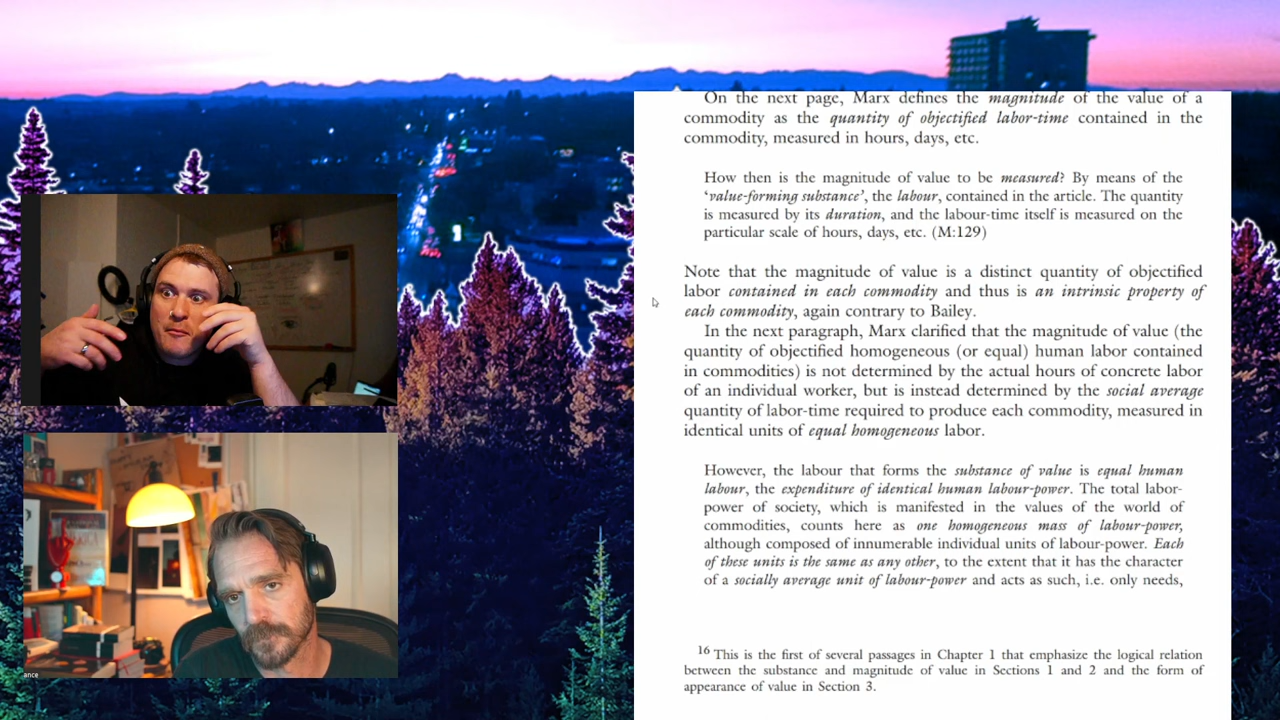 On the next page, Marx defines the magnitude of the value of a
commodity as the quantity of objectified labor-time contained in the
commodity, measured in hours, days, etc.
How then is the magnitude of value to be measured? By means of the
‘value-forming substance’, the labour, contained in the article. The quantity
is measured by its duration, and the labour-time itself is measured on the
particular scale of hours, days, etc. (M:129)
Note that the magnitude of value is a distinct quantity of objectified
labor contained in each commodity and thus is an intrinsic property of
each commodity, again contrary to Bailey.
In the next paragraph, Marx clarified that the magnitude of value (the
quantity of objectified homogeneous (or equal) human labor contained
in commodities) is not determined by the actual hours of concrete labor
of an individual worker, but is instead determined by the social average
quantity of labor-time required to produce each commodity, measured in
identical units of equal homogeneous labor.
However, the labour that forms the substance of value is equal human
labour, the expenditure of identical human labour-power. The total labor-
power of society, which is manifested in the values of the world of
commodities, counts here as one homogeneous mass of labour-power,
although composed of innumerable individual units of labour-power. Each
of these units is the same as any other, to the extent that it has the character
of a socially average unit of labour-power and acts as such, i.e. only needs,
16 This is the first of several passages in Chapter 1 that emphasize the logical relation
between the substance and magnitude of value in Sections 1 and 2 and the form of
appearance of value in Section 3.
ance